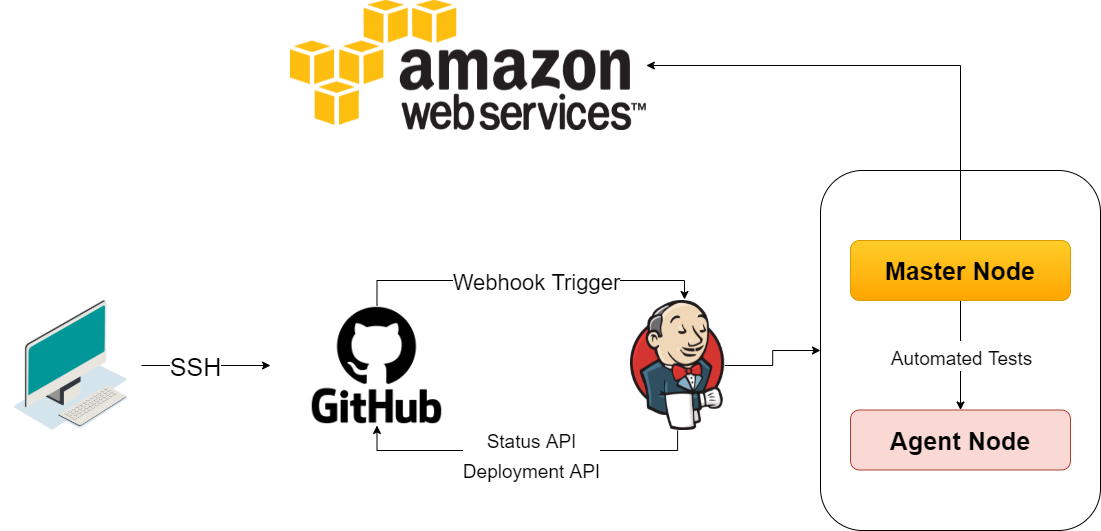 amazon
web services™
Webhook Trigger
Master Node
SSH
GitHub
Automated Tests
Status API
Deployment API
Agent Node